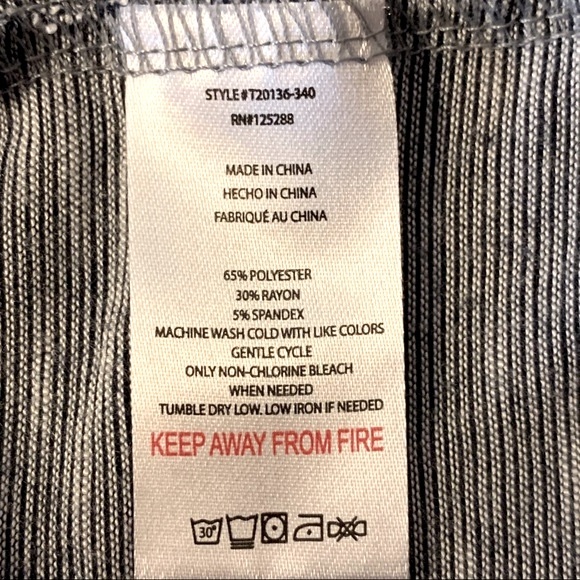 STYLE#T20136-340
RN#125288
MADE IN CHINA
HECHO IN CHINA
FABRIQUÉ AU CHINA
65% POLYESTER
30% RAYON
5% SPANDEX
MACHINE WASH COLD WITH LIKE COLORS
GENTLE CYCLE
ONLY NON-CHLORINE BLEACH
WHEN NEEDED
TUMBLE DRY LOW. LOW IRON IF NEEDED
KEEP AWAY FROM FIRE
30°